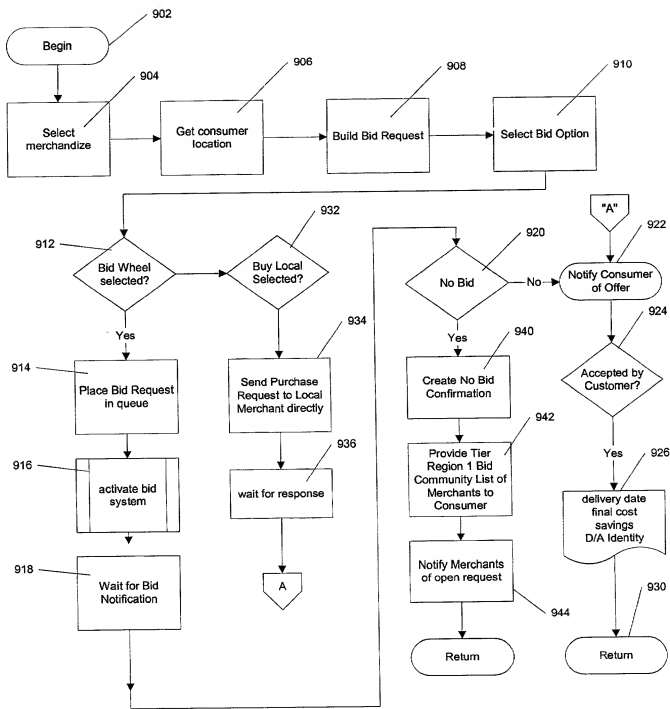 902
Begin
904
906
908
910
Select
merchandize
Get consumer
location
Build Bid Request
Select Bid Option
912
Bid Wheel
selected?
932
Buy Local
Selected?
Yes
914
Place Bid Request
in queue
934
Send Purchase
Request to Local
Merchant directly
916
activate bid
system
936
wait for response
918
Wait for Bid
Notification
A
920
No Bid
No
"A"
922
Notify Consumer
of Offer
924
Yes
940
Create No Bid
Confirmation
Accepted by
Customer?
942
Provide Tier
Region 1 Bid
Community List of
Merchants to
Consumer
Yes
926
delivery date
final cost
savings
D/A Identity
Notify Merchants
of open request
944
Return
930
Return